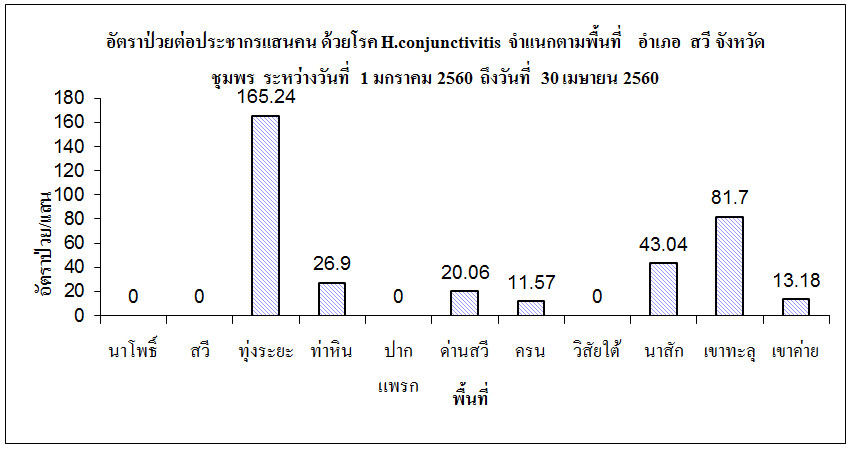 อัตราป่วยต่อประชากรแสนคน ด้วยโรค H.conjunctivitis จำแนกตามพื้นที่ อำเภอ สวี จังหวัด
ชุมพร ระหว่างวันที่ 1 มกราคม 2560 ถึงวันที่ 30 เมษายน 2560
อัตราป่วย/แสน
180
160
140
120
100
80
60
40
20
0
0
0
165.24
26.9
0
20.06
11.57
0
43.04
81.7
13.18
นาโพธิ์
สวี
ทุ่งระยะ
ท่าหิน
ปาก
แพรก
ด่านสวี
ครน
วิสัยใต้
นาสัก
เขาทะลุ
เขาค่าย
พื้นที่